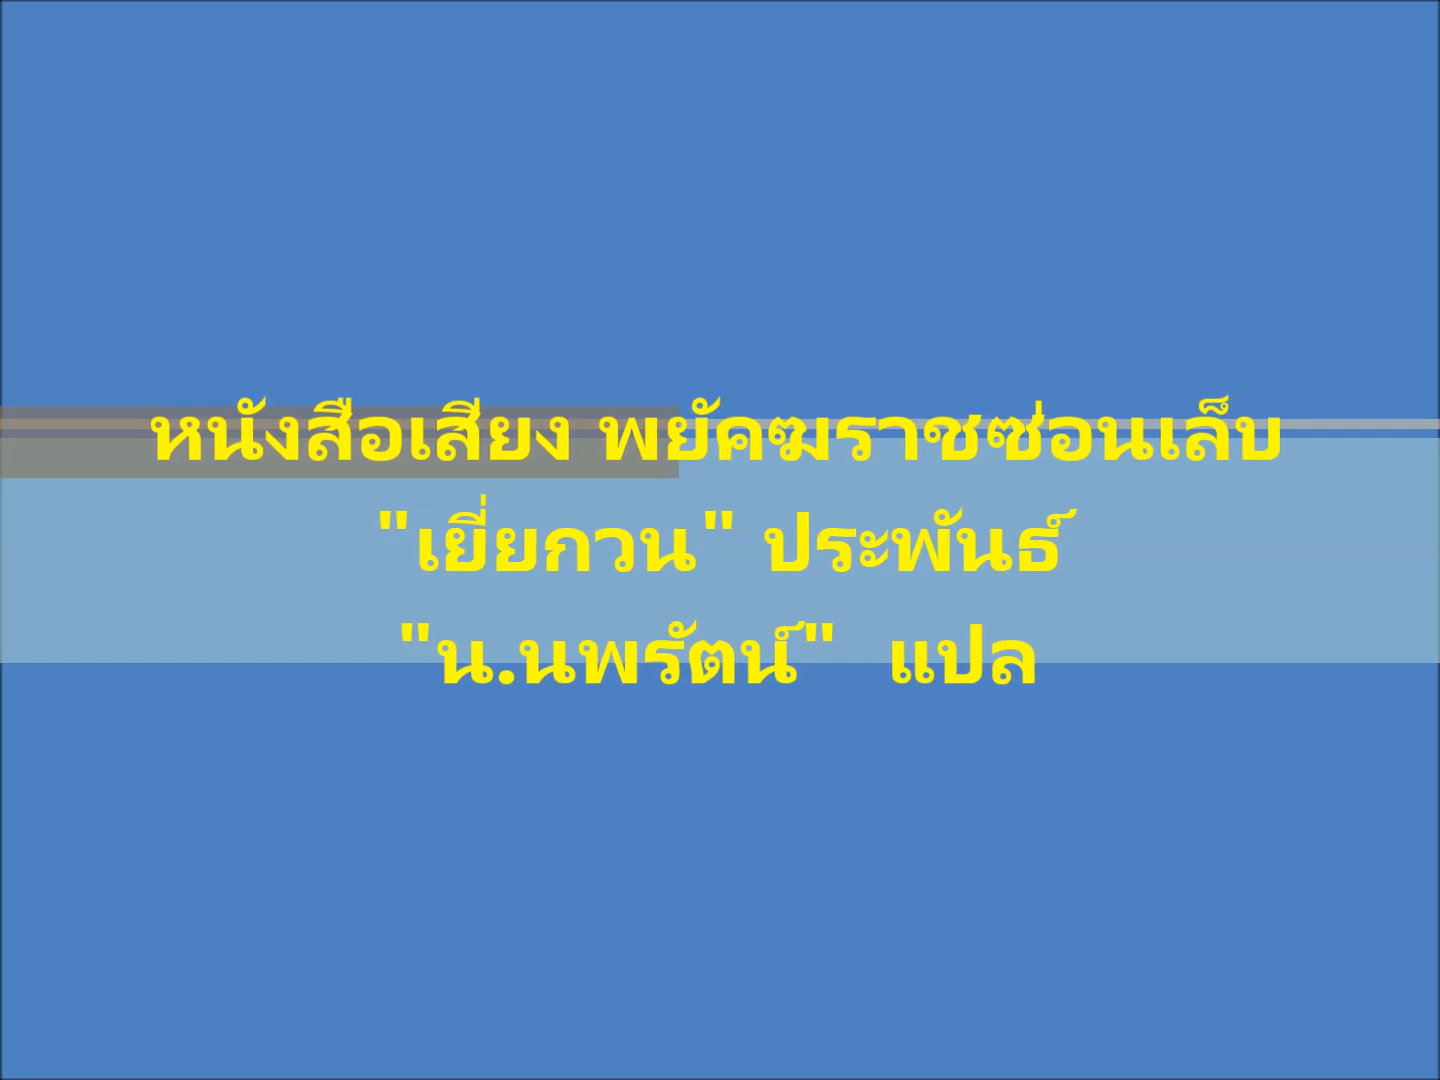 หนังสือเสียง พยัคฆราชซ่อนเล็บ
"เยี่ยกวน" ประพันธ์
"น.นพรัตน์" แปล